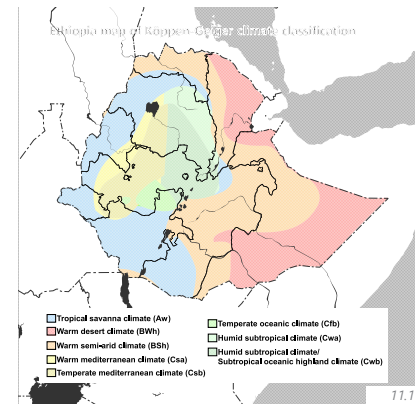 Ethiopia map of Koppen-Geiger climate classification
Tropical savanna climate (Aw)
Warm desert climate (BWh)
Warm semi-arid climate (BSh)
Warm mediterranean climate (Csa)
Temperate mediterranean climate (Csb)
Temperate oceanic climate (Cfb)
Humid subtropical climate (Cwa)
Humid subtropical climate/
Subtropical oceanic highland climate (Cwb)
11.1